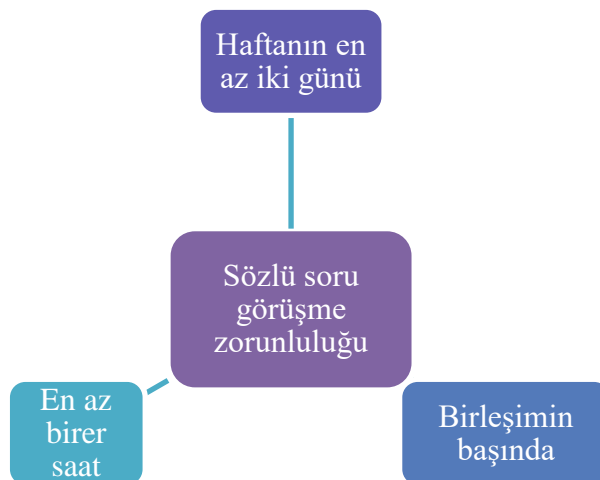 Haftanın en
az iki günü
Sözlü soru
görüşme
zorunluluğu
En az
birer
saat
Birleşimin
başında